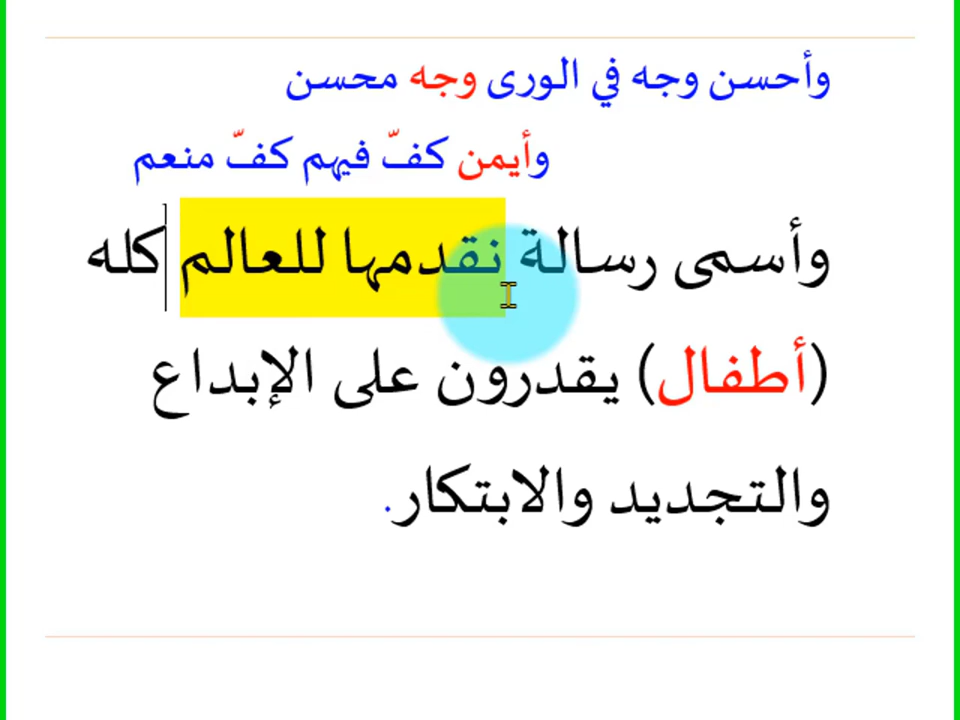 وأحسن وجه في الورى وجه محسن
وأيمن كفّ فيهم كفّ منعم
وأسمى رسالة نقدمها للعالم كله
(أطفال) يقدرون على الإبداع
والتجديد والابتكار.